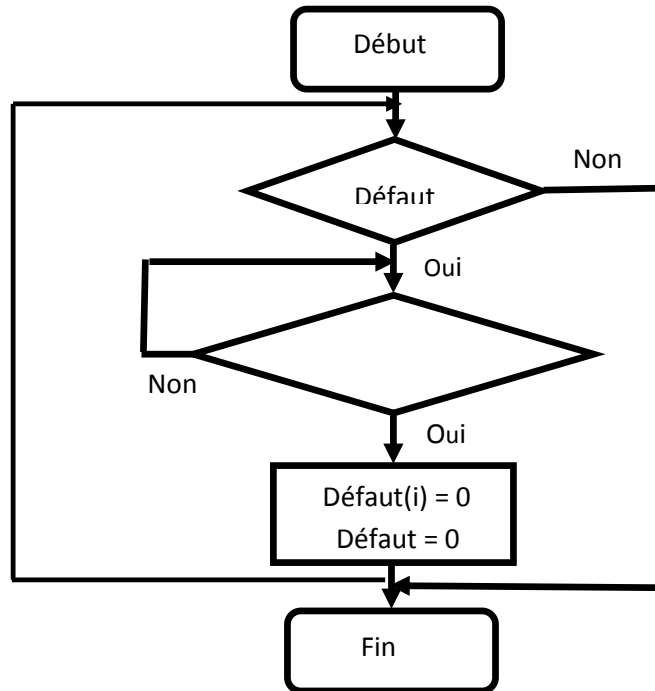 Début
Non
Défaut
Oui
Non
Oui
Défaut(i) = 0
Défaut = 0
Fin